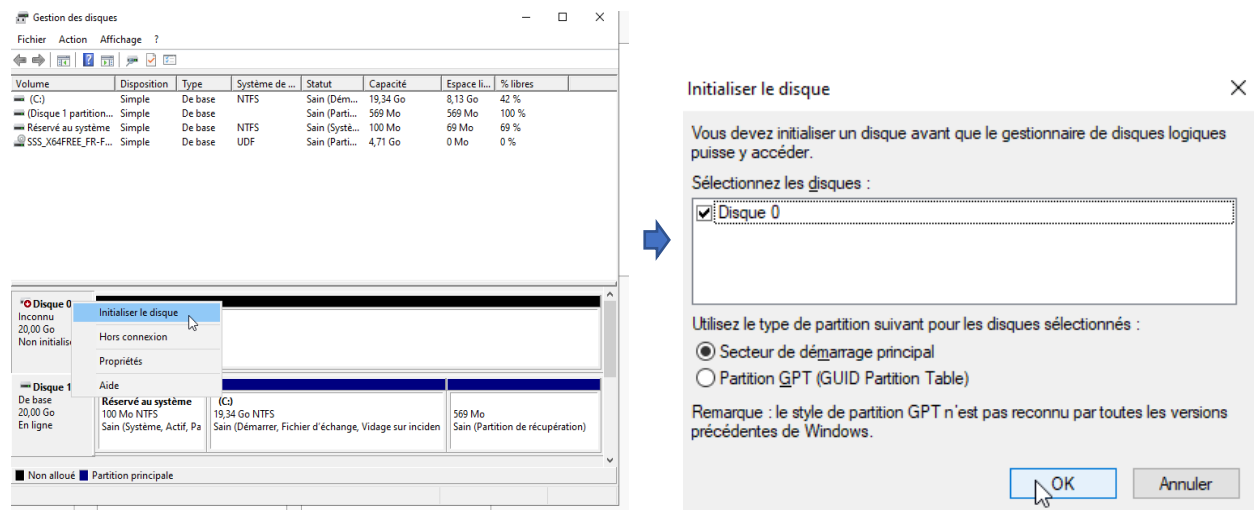 Gestion des disques
Fichier Action Affichage ?
Volume Disposition Type Système de ... Statut Capacité Espace li... % libres
(C:) Simple De base NTFS Sain (Dém... 19,34 Go 8,13 Go 42 %
(Disque 1 partition... Simple De base Sain (Parti... 569 Mo 569 Mo 100 %
Réservé au système Simple De base NTFS Sain (Systè... 100 Mo 69 Mo 69 %
SSS_X64FREE_FR-F... Simple De base UDF Sain (Parti... 4,71 Go 0 Mo 0 %
Disque 0
Inconnu
20,00 Go
Non initialis
Initialiser le disque
Hors connexion
Propriétés
Aide
Disque 1
De base
20,00 Go
En ligne
Réservé au système
100 Mo NTFS
Sain (Système, Actif, Pa
(C:)
19,34 Go NTFS
Sain (Démarrer, Fichier d'échange, Vidage sur inciden
569 Mo
Sain (Partition de récupération)
Non alloué Partition principale
Initialiser le disque
Vous devez initialiser un disque avant que le gestionnaire de disques logiques
puisse y accéder.
Sélectionnez les disques :
Disque 0
Utilisez le type de partition suivant pour les disques sélectionnés :
Secteur de démarrage principal
Partition GPT (GUID Partition Table)
Remarque : le style de partition GPT n'est pas reconnu par toutes les versions
précédentes de Windows.
OK Annuler